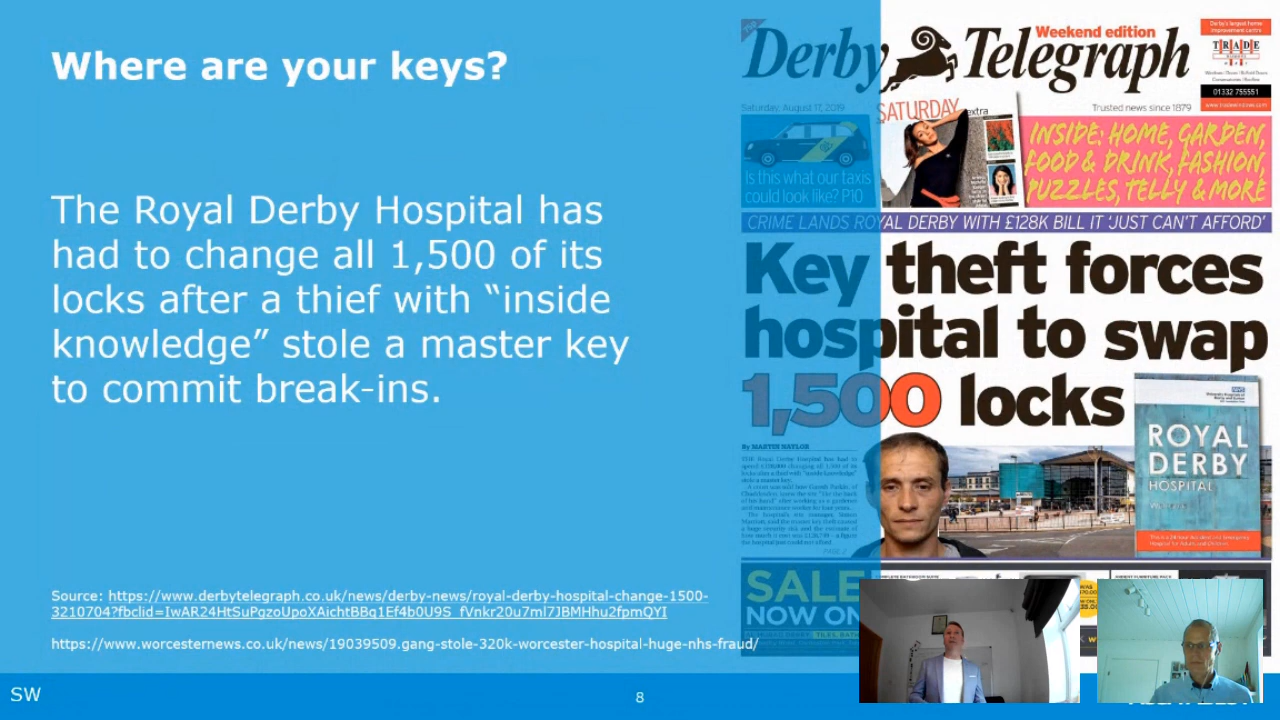 Where are your keys?
The Royal Derby Hospital has
had to change all 1,500 of its
locks after a thief with “inside
knowledge” stole a master key
to commit break-ins.
Source: https://www.derbytelegraph.co.uk/news/derby-news/royal-derby-hospital-change-1500-
3210704?fbclid=IwAR24HtSuPgzoUpoXAichtBBq1Ef4b0U9S_fVnkr20u7ml7JBMHhu2fpmQYI
https://www.worcesternews.co.uk/news/19039509.gang-stole-320k-worcester-hospital-huge-nhs-fraud/
SW
8
Weekend edition
Derby Telegraph
TRADE
01332 755551
Saturday, August 17, 2019
Trusted news since 1879
SATURDAY extra
Is this what our taxis
could look like? P10
INSIDE: HOME, GARDEN,
FOOD & DRINK, FASHION,
PUZZLES, TELLY & MORE
CRIME LANDS ROYAL DERBY WITH £128K BILL IT ‘JUST CAN’T AFFORD’
Key theft forces
hospital to swap
1,500 locks
By MARTIN NAYLOR
NHS
ROYAL
DERBY
HOSPITAL
SALE
NOW ON